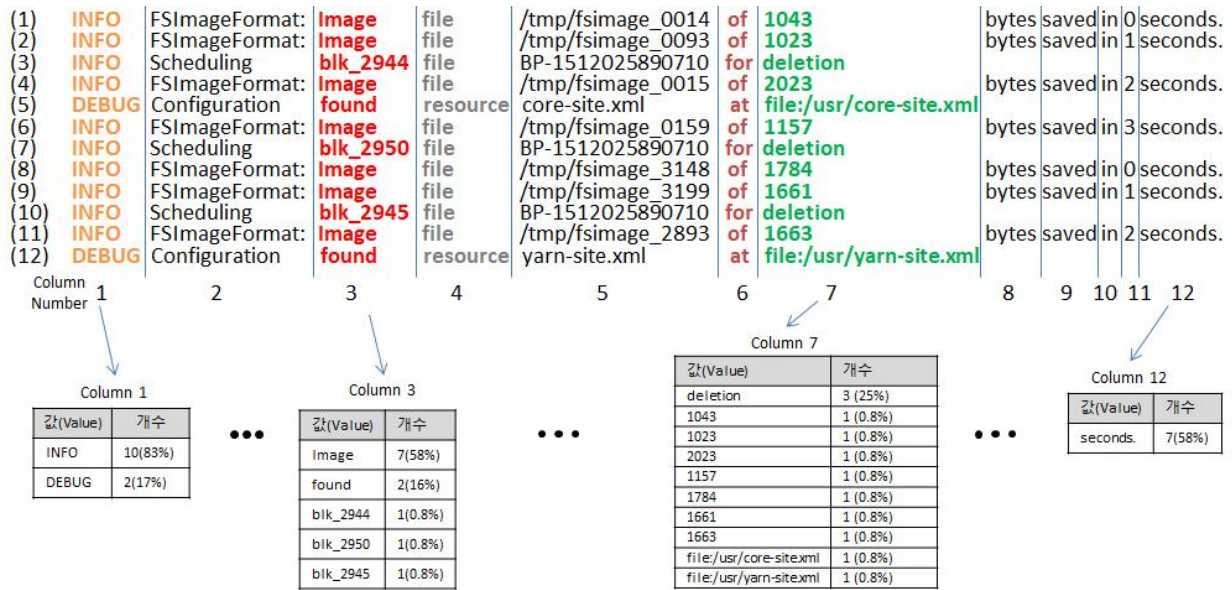 (1) INFO FSImageFormat: Image file /tmp/fsimage_0014 of 1043 bytes saved in 0 seconds.
(2) INFO FSImageFormat: Image file /tmp/fsimage_0093 of 1023 bytes saved in 1 seconds.
(3) INFO Scheduling blk_2944 file BP-1512025890710 for deletion
(4) INFO FSImageFormat: Image file /tmp/fsimage_0015 of 2023 bytes saved in 2 seconds.
(5) DEBUG Configuration found resource core-site.xml at file:/usr/core-site.xml
(6) INFO FSImageFormat: Image file /tmp/fsimage_0159 of 1157 bytes saved in 3 seconds.
(7) INFO Scheduling blk_2950 file BP-1512025890710 for deletion
(8) INFO FSImageFormat: Image file /tmp/fsimage_3148 of 1784 bytes saved in 0 seconds.
(9) INFO FSImageFormat: Image file /tmp/fsimage_3199 of 1661 bytes saved in 1 seconds.
(10) INFO Scheduling blk_2945 file BP-1512025890710 for deletion
(11) INFO FSImageFormat: Image file /tmp/fsimage_2893 of 1663 bytes saved in 2 seconds.
(12) DEBUG Configuration found resource yarn-site.xml at file:/usr/yarn-site.xml
Column Number 1 2 3 4 5 6 7 8 9 10 11 12
Column 1
값(Value) 개수
INFO 10(83%)
DEBUG 2(17%)
•••
Column 3
값(Value) 개수
Image 7(58%)
found 2(16%)
blk_2944 1(0.8%)
blk_2950 1(0.8%)
blk_2945 1(0.8%)
•••
Column 7
값(Value) 개수
deletion 3 (25%)
1043 1 (0.8%)
1023 1 (0.8%)
2023 1 (0.8%)
1157 1 (0.8%)
1784 1 (0.8%)
1661 1 (0.8%)
1663 1 (0.8%)
file:/usr/core-site.xml 1 (0.8%)
file:/usr/yarn-site.xml 1 (0.8%)
•••
Column 12
값(Value) 개수
seconds. 7(58%)